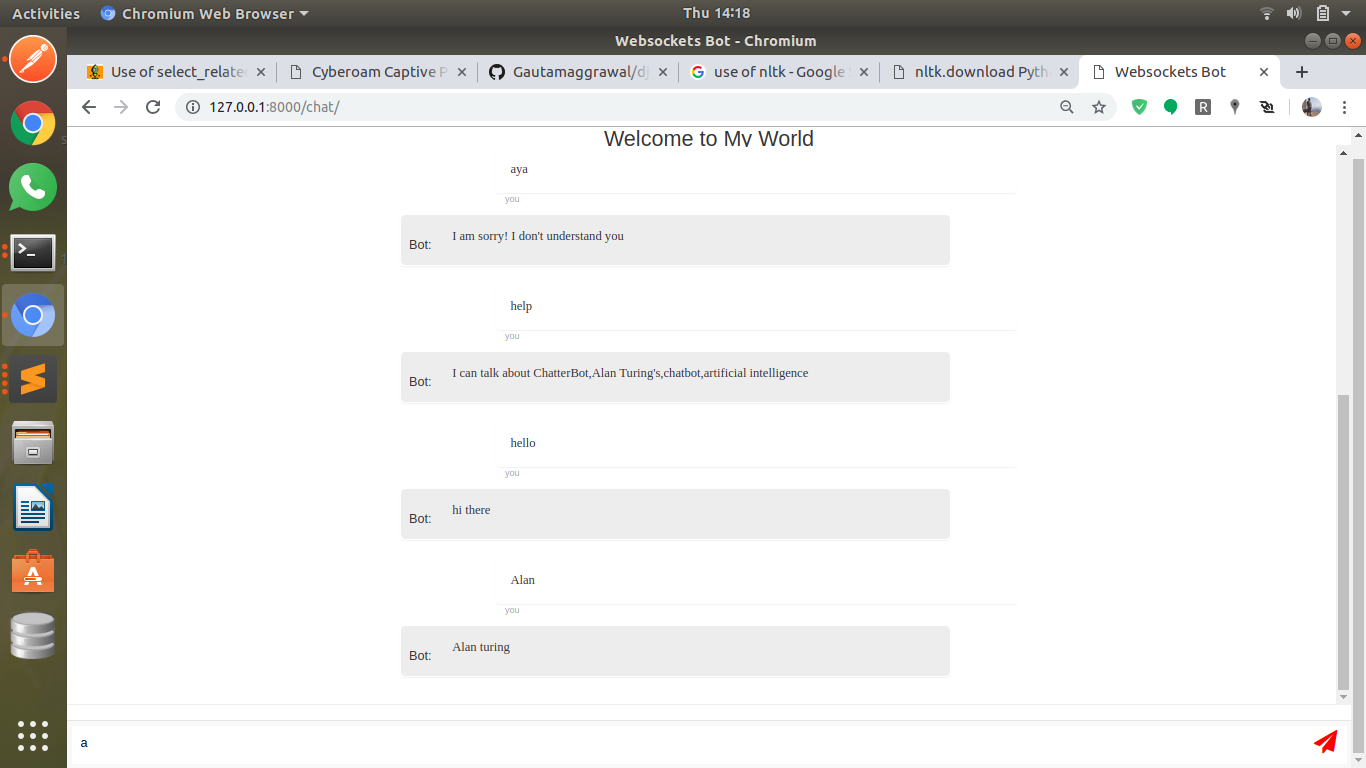 Activities
Chromium Web Browser
Thu 14:18
Websockets Bot - Chromium
Use of select_relate
Cyberoam Captive P
Gautamaggrawal/dj
use of nltk - Google
nltk.download Pyth
Websockets Bot
127.0.0.1:8000/chat/
R
Welcome to My World
aya
you
Bot:
I am sorry! I don't understand you
help
you
Bot:
I can talk about ChatterBot,Alan Turing's,chatbot,artificial intelligence
hello
you
Bot:
hi there
Alan
you
Bot:
Alan turing
a